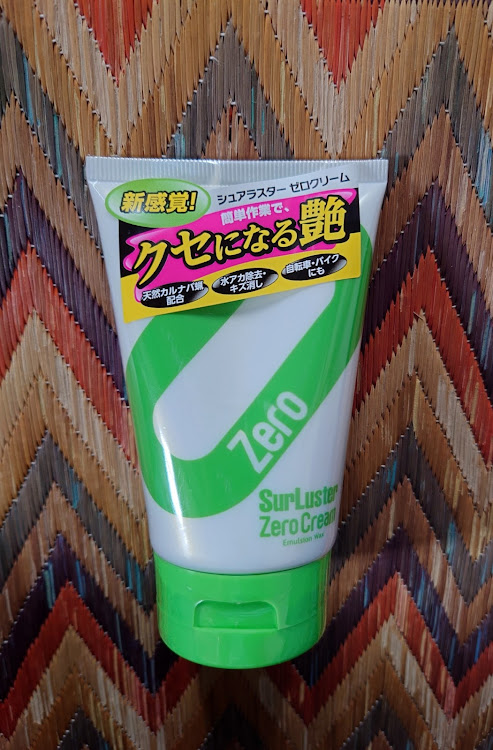 新感覚!
シュアラスター ゼロクリーム
簡単作業で、
クセになる艶
天然カルナバ蝋
配合
水アカ除去・
キズ消し
自転車・バイク
にも
Zero
SurLuster
Zero Cream
Emulsion Wax